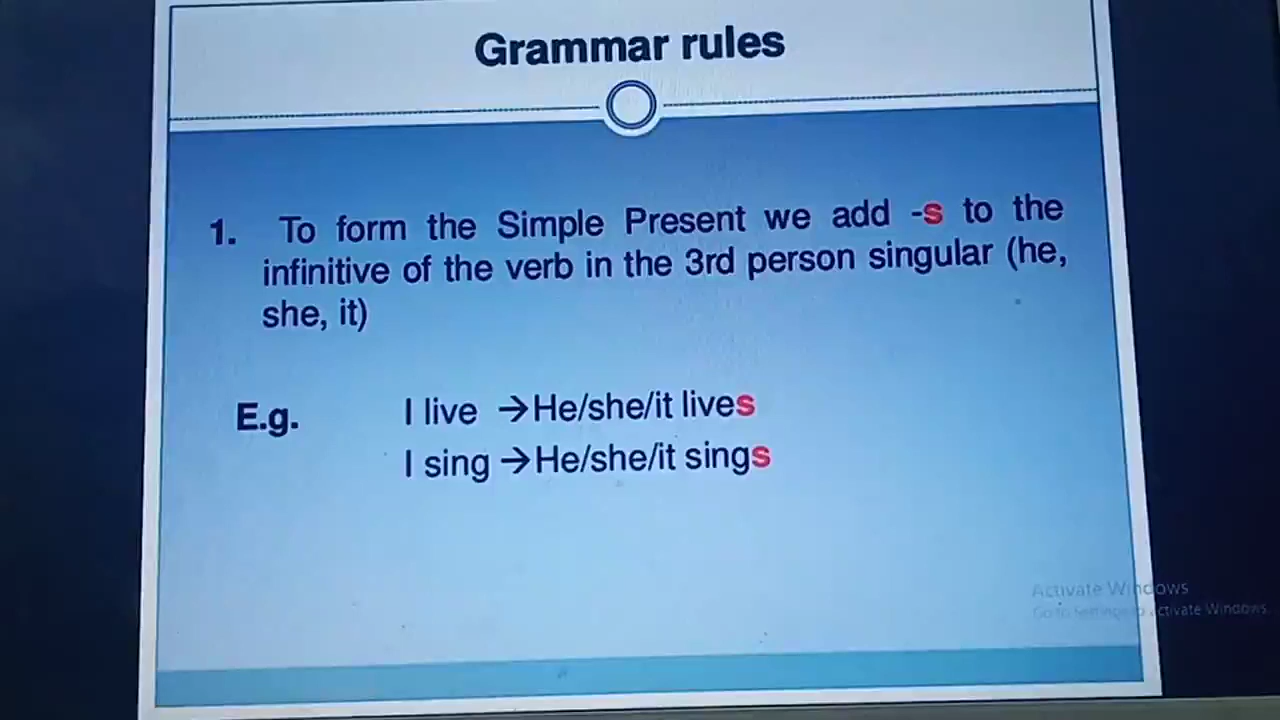 Grammar rules
1. To form the Simple Present we add -s to the
infinitive of the verb in the 3rd person singular (he,
she, it)
E.g. I live →He/she/it lives
I sing →He/she/it sings
Activate Windows
Go to Settings to activate Windows.